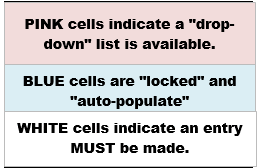 PINK cells indicate a "drop-
down" list is available.
BLUE cells are "locked" and
"auto-populate"
WHITE cells indicate an entry
MUST be made.